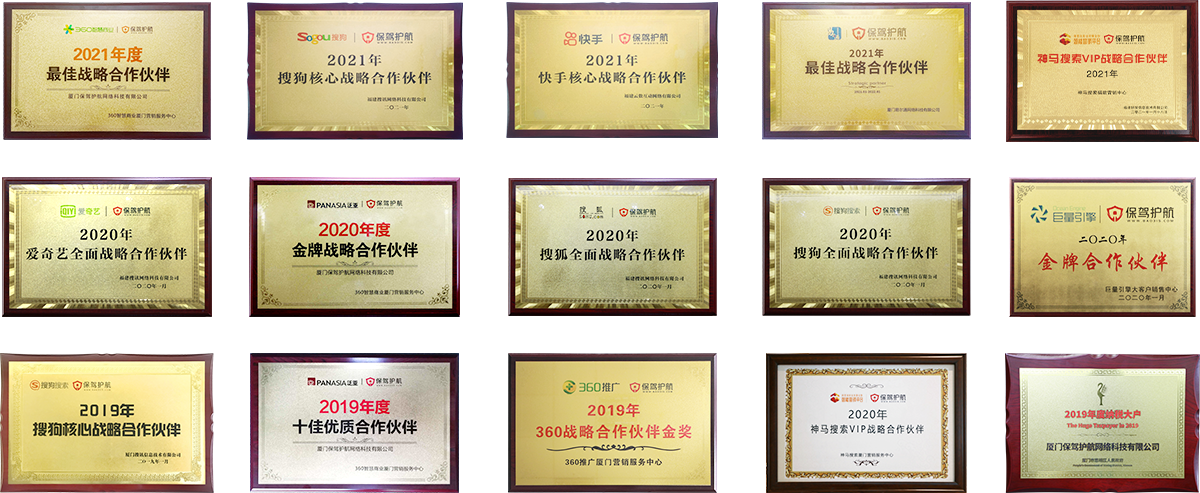 360智慧商业 保驾护航
2021年度
最佳战略合作伙伴
厦门保驾护航网络科技有限公司
360智慧商业厦门营销服务中心
Sogou搜狗 保驾护航
2021年
搜狗核心战略合作伙伴
福建搜讯网络科技有限公司
二〇二一年
快手 保驾护航
2021年
快手核心战略合作伙伴
福建云联互动网络有限公司
二〇二一年
保驾护航
2021年
最佳战略合作伙伴
保驾护航
神马搜索VIP战略合作伙伴
2021年
神马搜索福建营销中心
iQIYI 爱奇艺 保驾护航
2020年
爱奇艺全面战略合作伙伴
福建搜讯网络科技有限公司
二〇二〇年一月
PANASIA泛亚 保驾护航
2020年度
金牌战略合作伙伴
厦门保驾护航网络科技有限公司
360智慧商业厦门营销服务中心
搜狐 保驾护航
2020年
搜狐全面战略合作伙伴
福建搜讯网络科技有限公司
二〇二〇年一月
搜狗搜索 保驾护航
2020年
搜狗全面战略合作伙伴
福建搜讯网络科技有限公司
二〇二〇年一月
巨量引擎 保驾护航
二〇二〇年
金牌合作伙伴
巨量引擎大客户销售中心
二〇二〇年一月
搜狗搜索 保驾护航
2019年
搜狗核心战略合作伙伴
厦门搜讯信息技术有限公司
二〇一九年一月
PANASIA泛亚 保驾护航
2019年度
十佳优质合作伙伴
厦门保驾护航网络科技有限公司
360智慧商业厦门营销服务中心
360推广 保驾护航
2019年
360战略合作伙伴金奖
360推广厦门营销服务中心
保驾护航
2020年
神马搜索VIP战略合作伙伴
神马搜索厦门营销服务中心
2019年度纳税大户
The Huge Taxpayer in 2019
厦门保驾护航网络科技有限公司